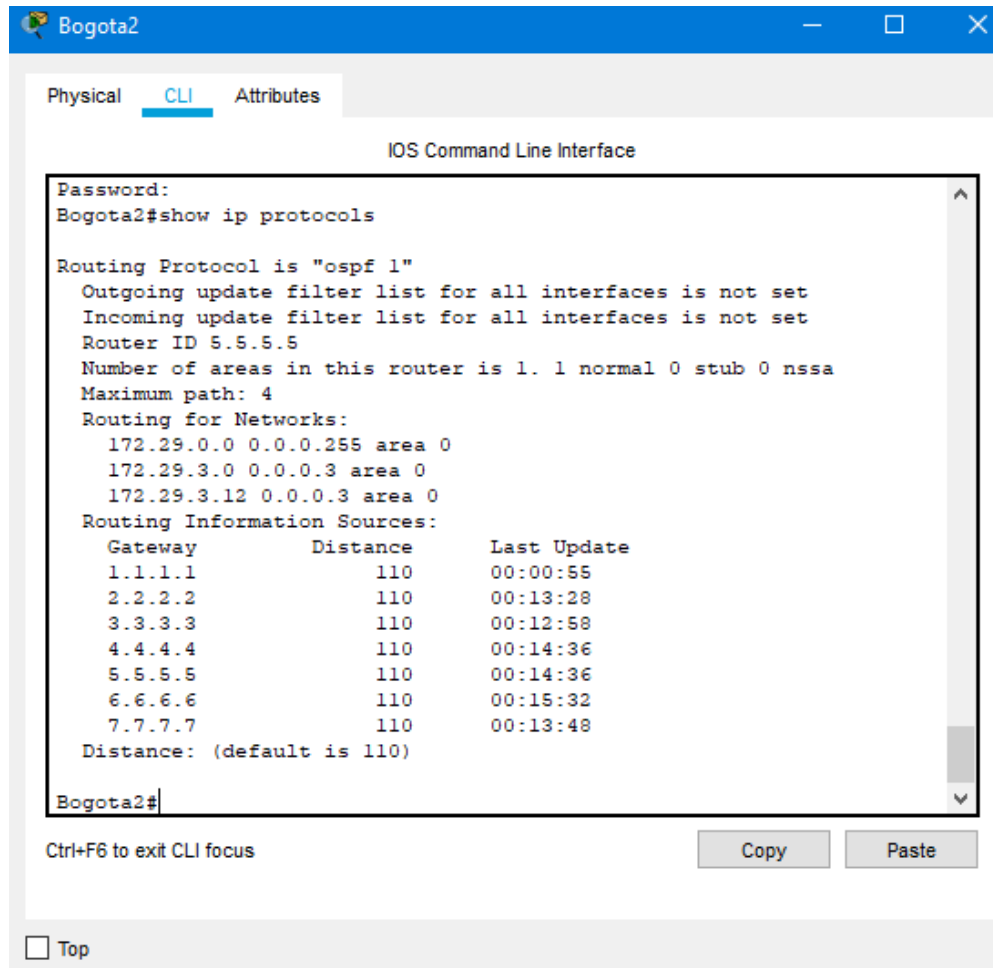 Bogota2
Physical CLI Attributes
IOS Command Line Interface
Password:
Bogota2#show ip protocols
Routing Protocol is "ospf 1"
Outgoing update filter list for all interfaces is not set
Incoming update filter list for all interfaces is not set
Router ID 5.5.5.5
Number of areas in this router is 1. 1 normal 0 stub 0 nssa
Maximum path: 4
Routing for Networks:
172.29.0.0 0.0.0.255 area 0
172.29.3.0 0.0.0.3 area 0
172.29.3.12 0.0.0.3 area 0
Routing Information Sources:
Gateway Distance Last Update
1.1.1.1 110 00:00:55
2.2.2.2 110 00:13:28
3.3.3.3 110 00:12:58
4.4.4.4 110 00:14:36
5.5.5.5 110 00:14:36
6.6.6.6 110 00:15:32
7.7.7.7 110 00:13:48
Distance: (default is 110)
Bogota2#
Ctrl+F6 to exit CLI focus Copy Paste
Top